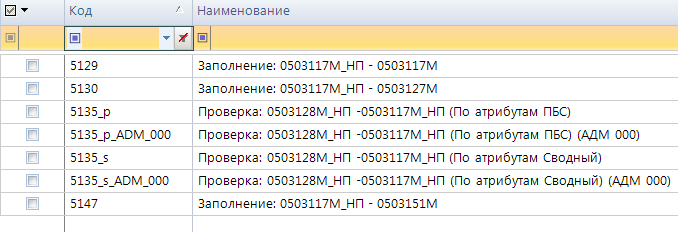 Код Наименование
5129 Заполнение: 0503117М_НП - 0503117М
5130 Заполнение: 0503117М_НП - 0503127М
5135_p Проверка: 0503128М_НП -0503117М_НП (По атрибутам ПБС)
5135_p_ADM_000 Проверка: 0503128М_НП -0503117М_НП (По атрибутам ПБС) (АДМ 000)
5135_s Проверка: 0503128М_НП -0503117М_НП (По атрибутам Сводный)
5135_s_ADM_000 Проверка: 0503128М_НП -0503117М_НП (По атрибутам Сводный) (АДМ 000)
5147 Заполнение: 0503117М_НП - 0503151М